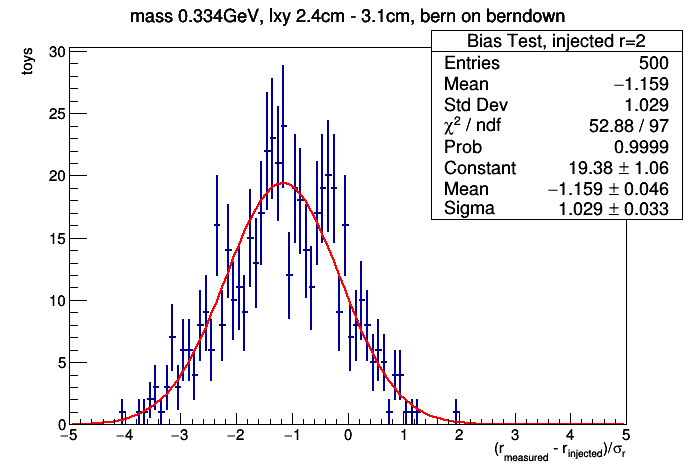 mass 0.334GeV, lxy 2.4cm - 3.1cm, bern on berndown
toys
Bias Test, injected r=2
Entries 500
Mean −1.159
Std Dev 1.029
χ² / ndf 52.88 / 97
Prob 0.9999
Constant 19.38 ± 1.06
Mean −1.159 ± 0.046
Sigma 1.029 ± 0.033
30
25
20
15
10
5
0
−5 −4 −3 −2 −1 0 1 2 3 4 5
(r_measured - r_injected)/σ_r